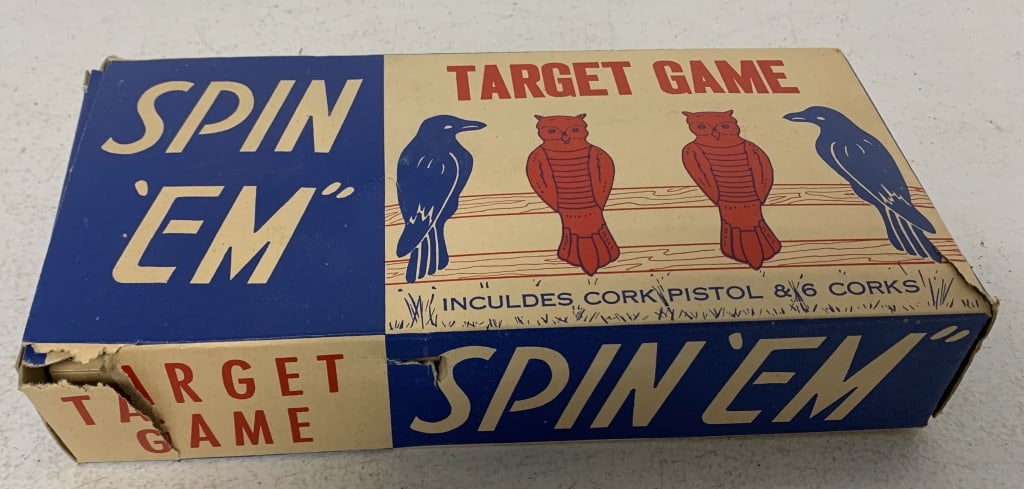 SPIN
'EM"
TARGET GAME
INCULDES CORK PISTOL & 6 CORKS
TARGET
GAME
SPIN 'EM"